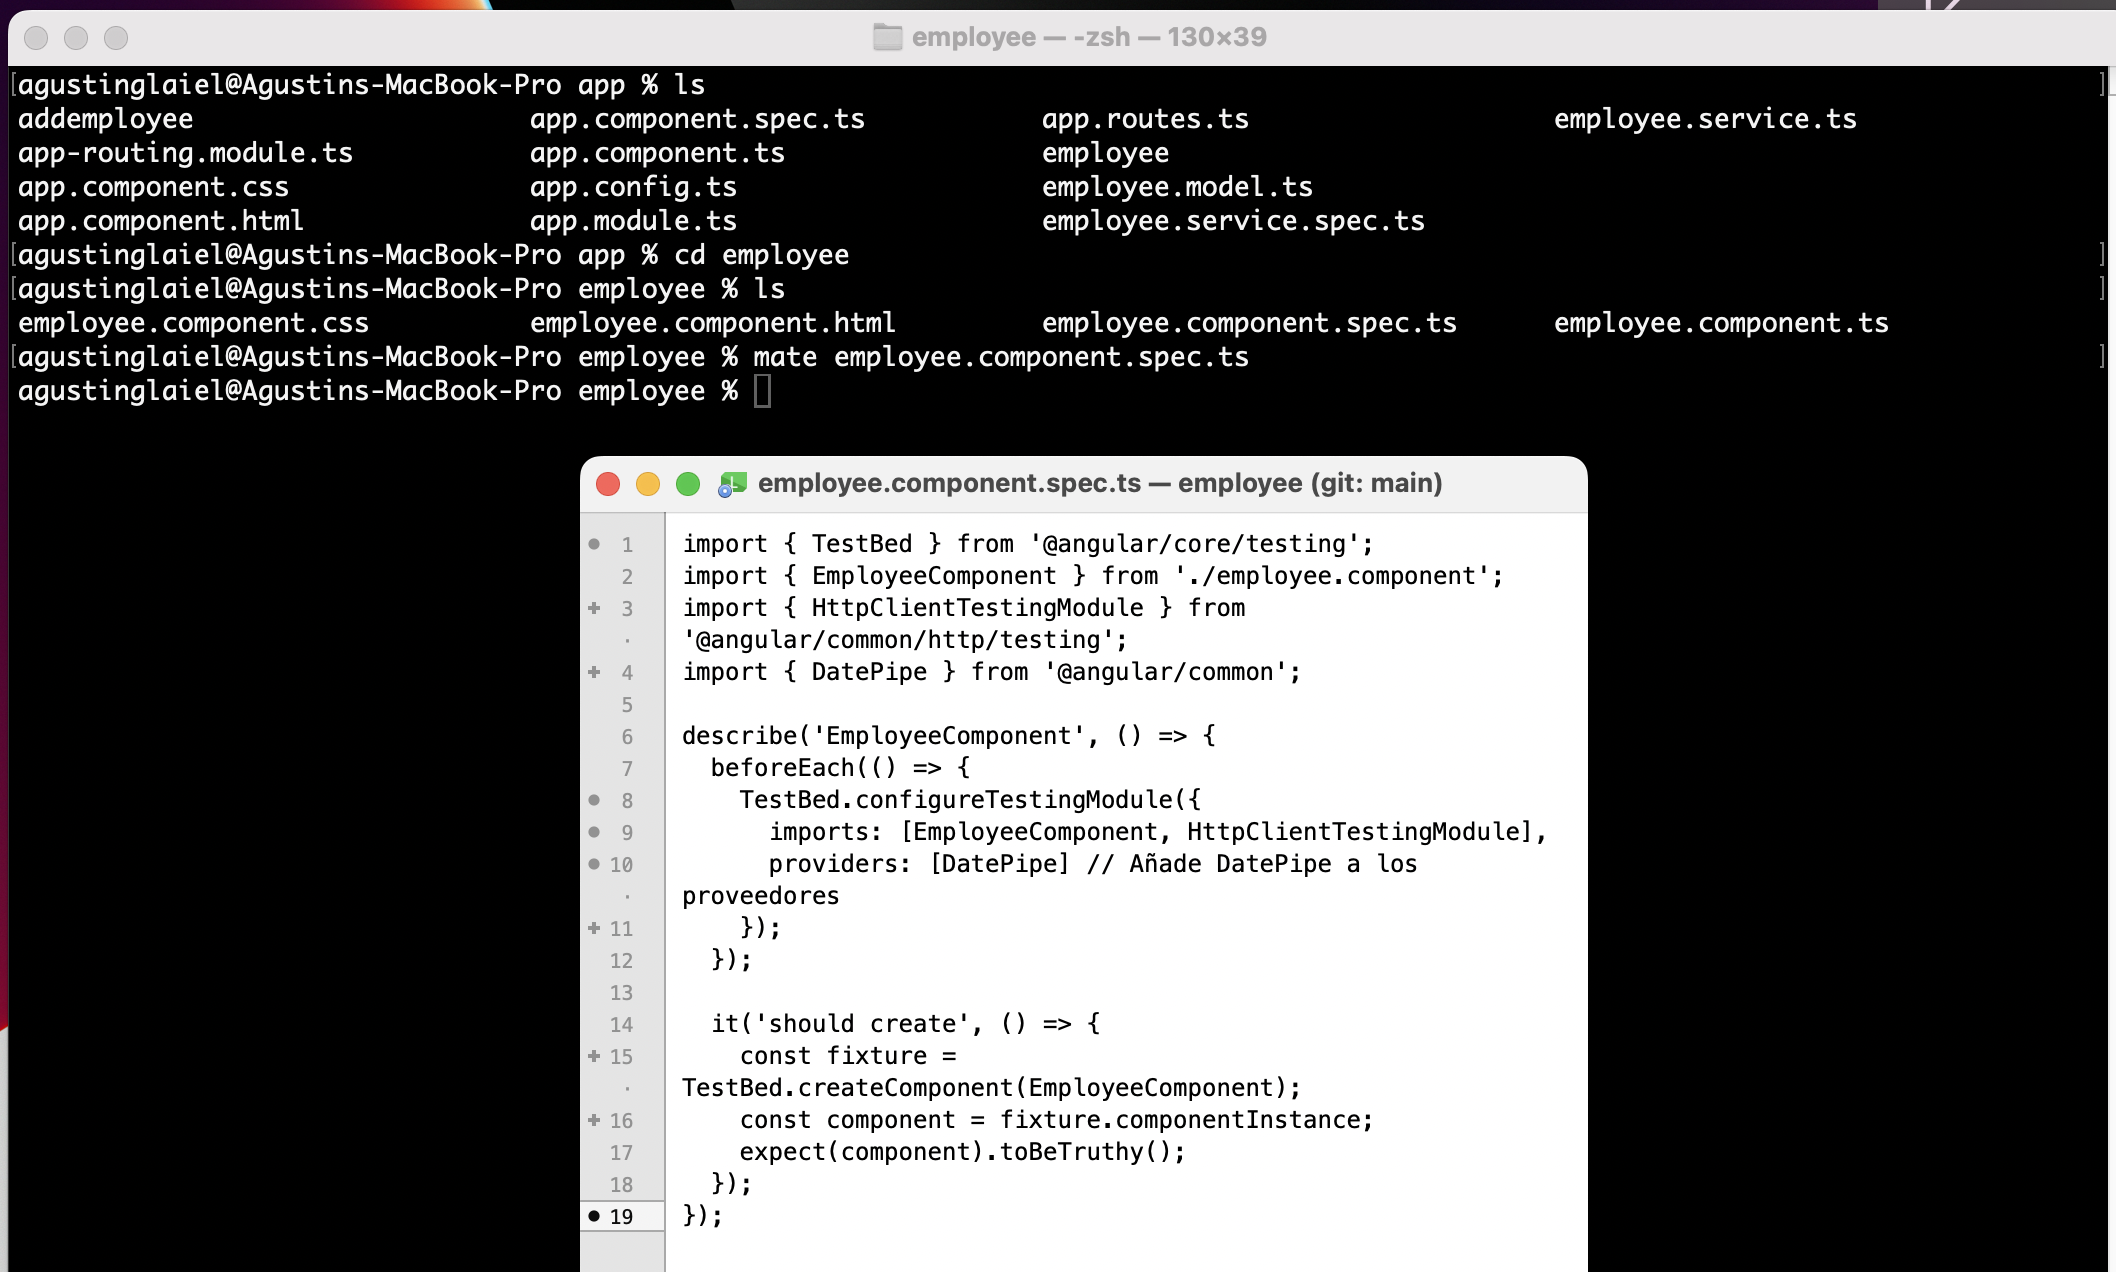 employee — -zsh — 130×39
[agustinglaiel@Agustins-MacBook-Pro app % ls ]
addemployee app.component.spec.ts app.routes.ts employee.service.ts
app-routing.module.ts app.component.ts employee
app.component.css app.config.ts employee.model.ts
app.component.html app.module.ts employee.service.spec.ts
[agustinglaiel@Agustins-MacBook-Pro app % cd employee ]
[agustinglaiel@Agustins-MacBook-Pro employee % ls ]
employee.component.css employee.component.html employee.component.spec.ts employee.component.ts
[agustinglaiel@Agustins-MacBook-Pro employee % mate employee.component.spec.ts ]
agustinglaiel@Agustins-MacBook-Pro employee %
employee.component.spec.ts — employee (git: main)
1 import { TestBed } from '@angular/core/testing';
2 import { EmployeeComponent } from './employee.component';
3 import { HttpClientTestingModule } from
'@angular/common/http/testing';
4 import { DatePipe } from '@angular/common';
5
6 describe('EmployeeComponent', () => {
7 beforeEach(() => {
8 TestBed.configureTestingModule({
9 imports: [EmployeeComponent, HttpClientTestingModule],
10 providers: [DatePipe] // Añade DatePipe a los
proveedores
11 });
12 });
13
14 it('should create', () => {
15 const fixture =
TestBed.createComponent(EmployeeComponent);
16 const component = fixture.componentInstance;
17 expect(component).toBeTruthy();
18 });
19 });